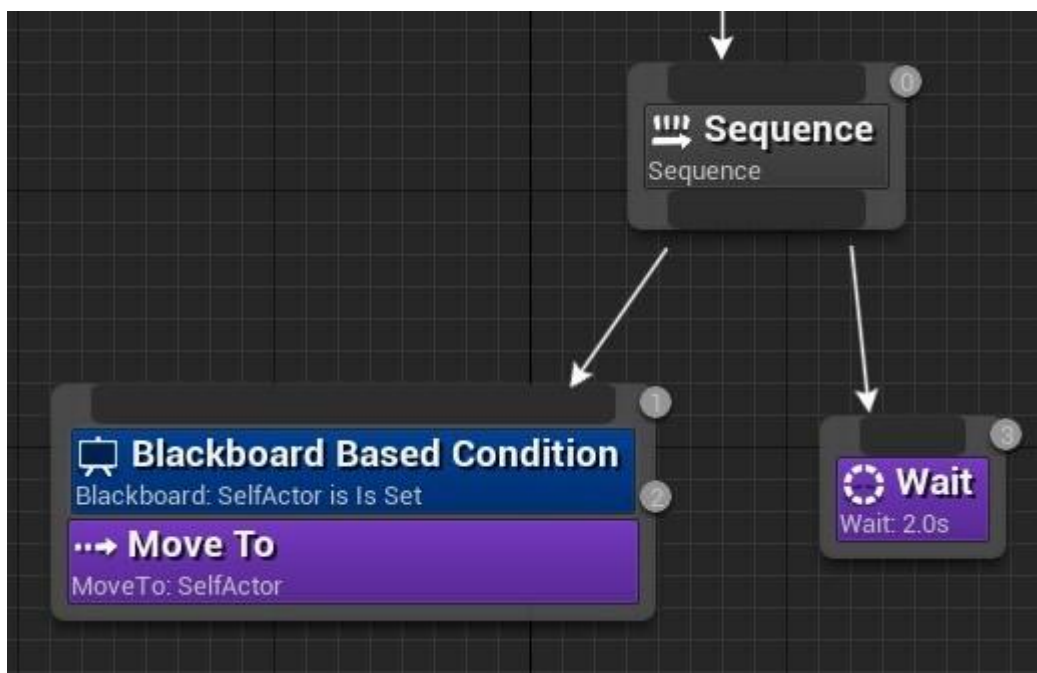 0
Sequence
Sequence
1
Blackboard Based Condition
Blackboard: SelfActor is Is Set
2
Move To
MoveTo: SelfActor
3
Wait
Wait: 2.0s